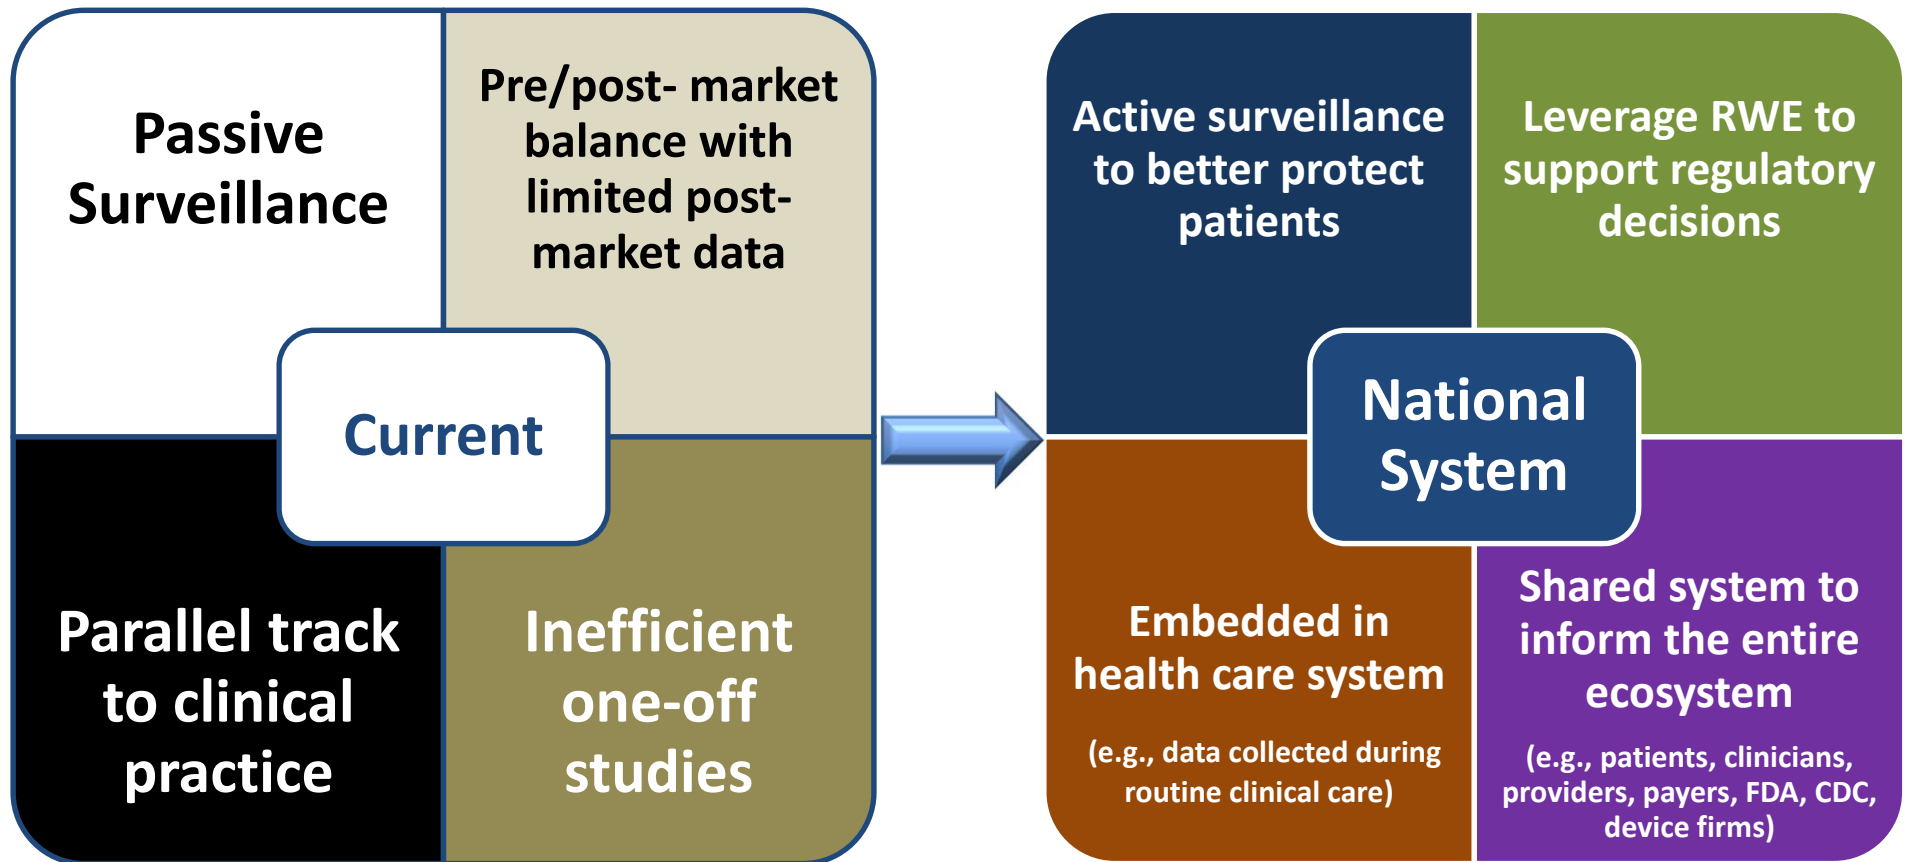 Passive
Surveillance
Pre/post- market
balance with
limited post-
market data
Current
Parallel track
to clinical
practice
Inefficient
one-off
studies
Active surveillance
to better protect
patients
Leverage RWE to
support regulatory
decisions
National
System
Embedded in
health care system
(e.g., data collected during
routine clinical care)
Shared system to
inform the entire
ecosystem
(e.g., patients, clinicians,
providers, payers, FDA, CDC,
device firms)